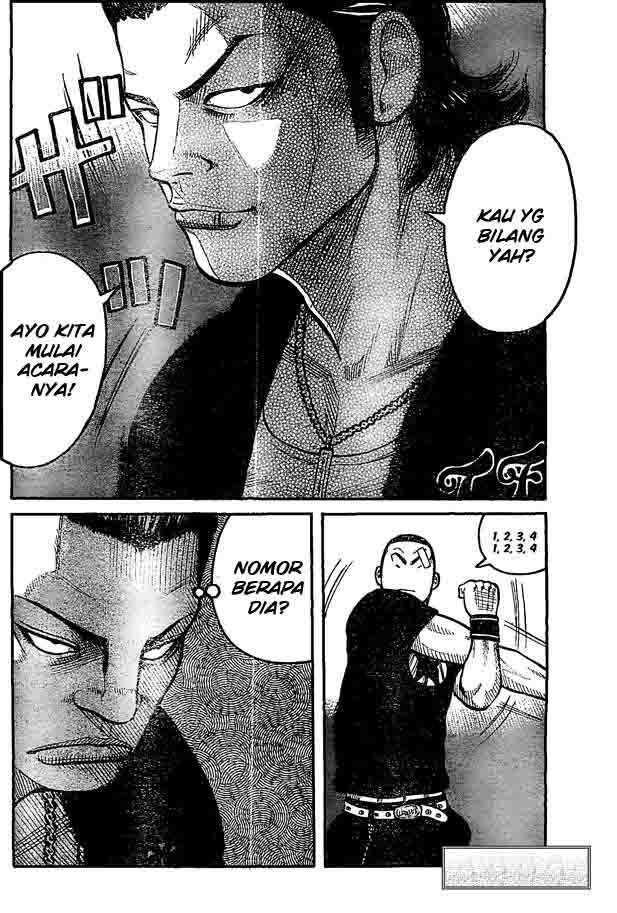 KAU YG
BILANG
YAH?
AYO KITA
MULAI
ACARA-
NYA!
NOMOR
BERAPA
DIA?
1, 2, 3, 4
1, 2, 3, 4